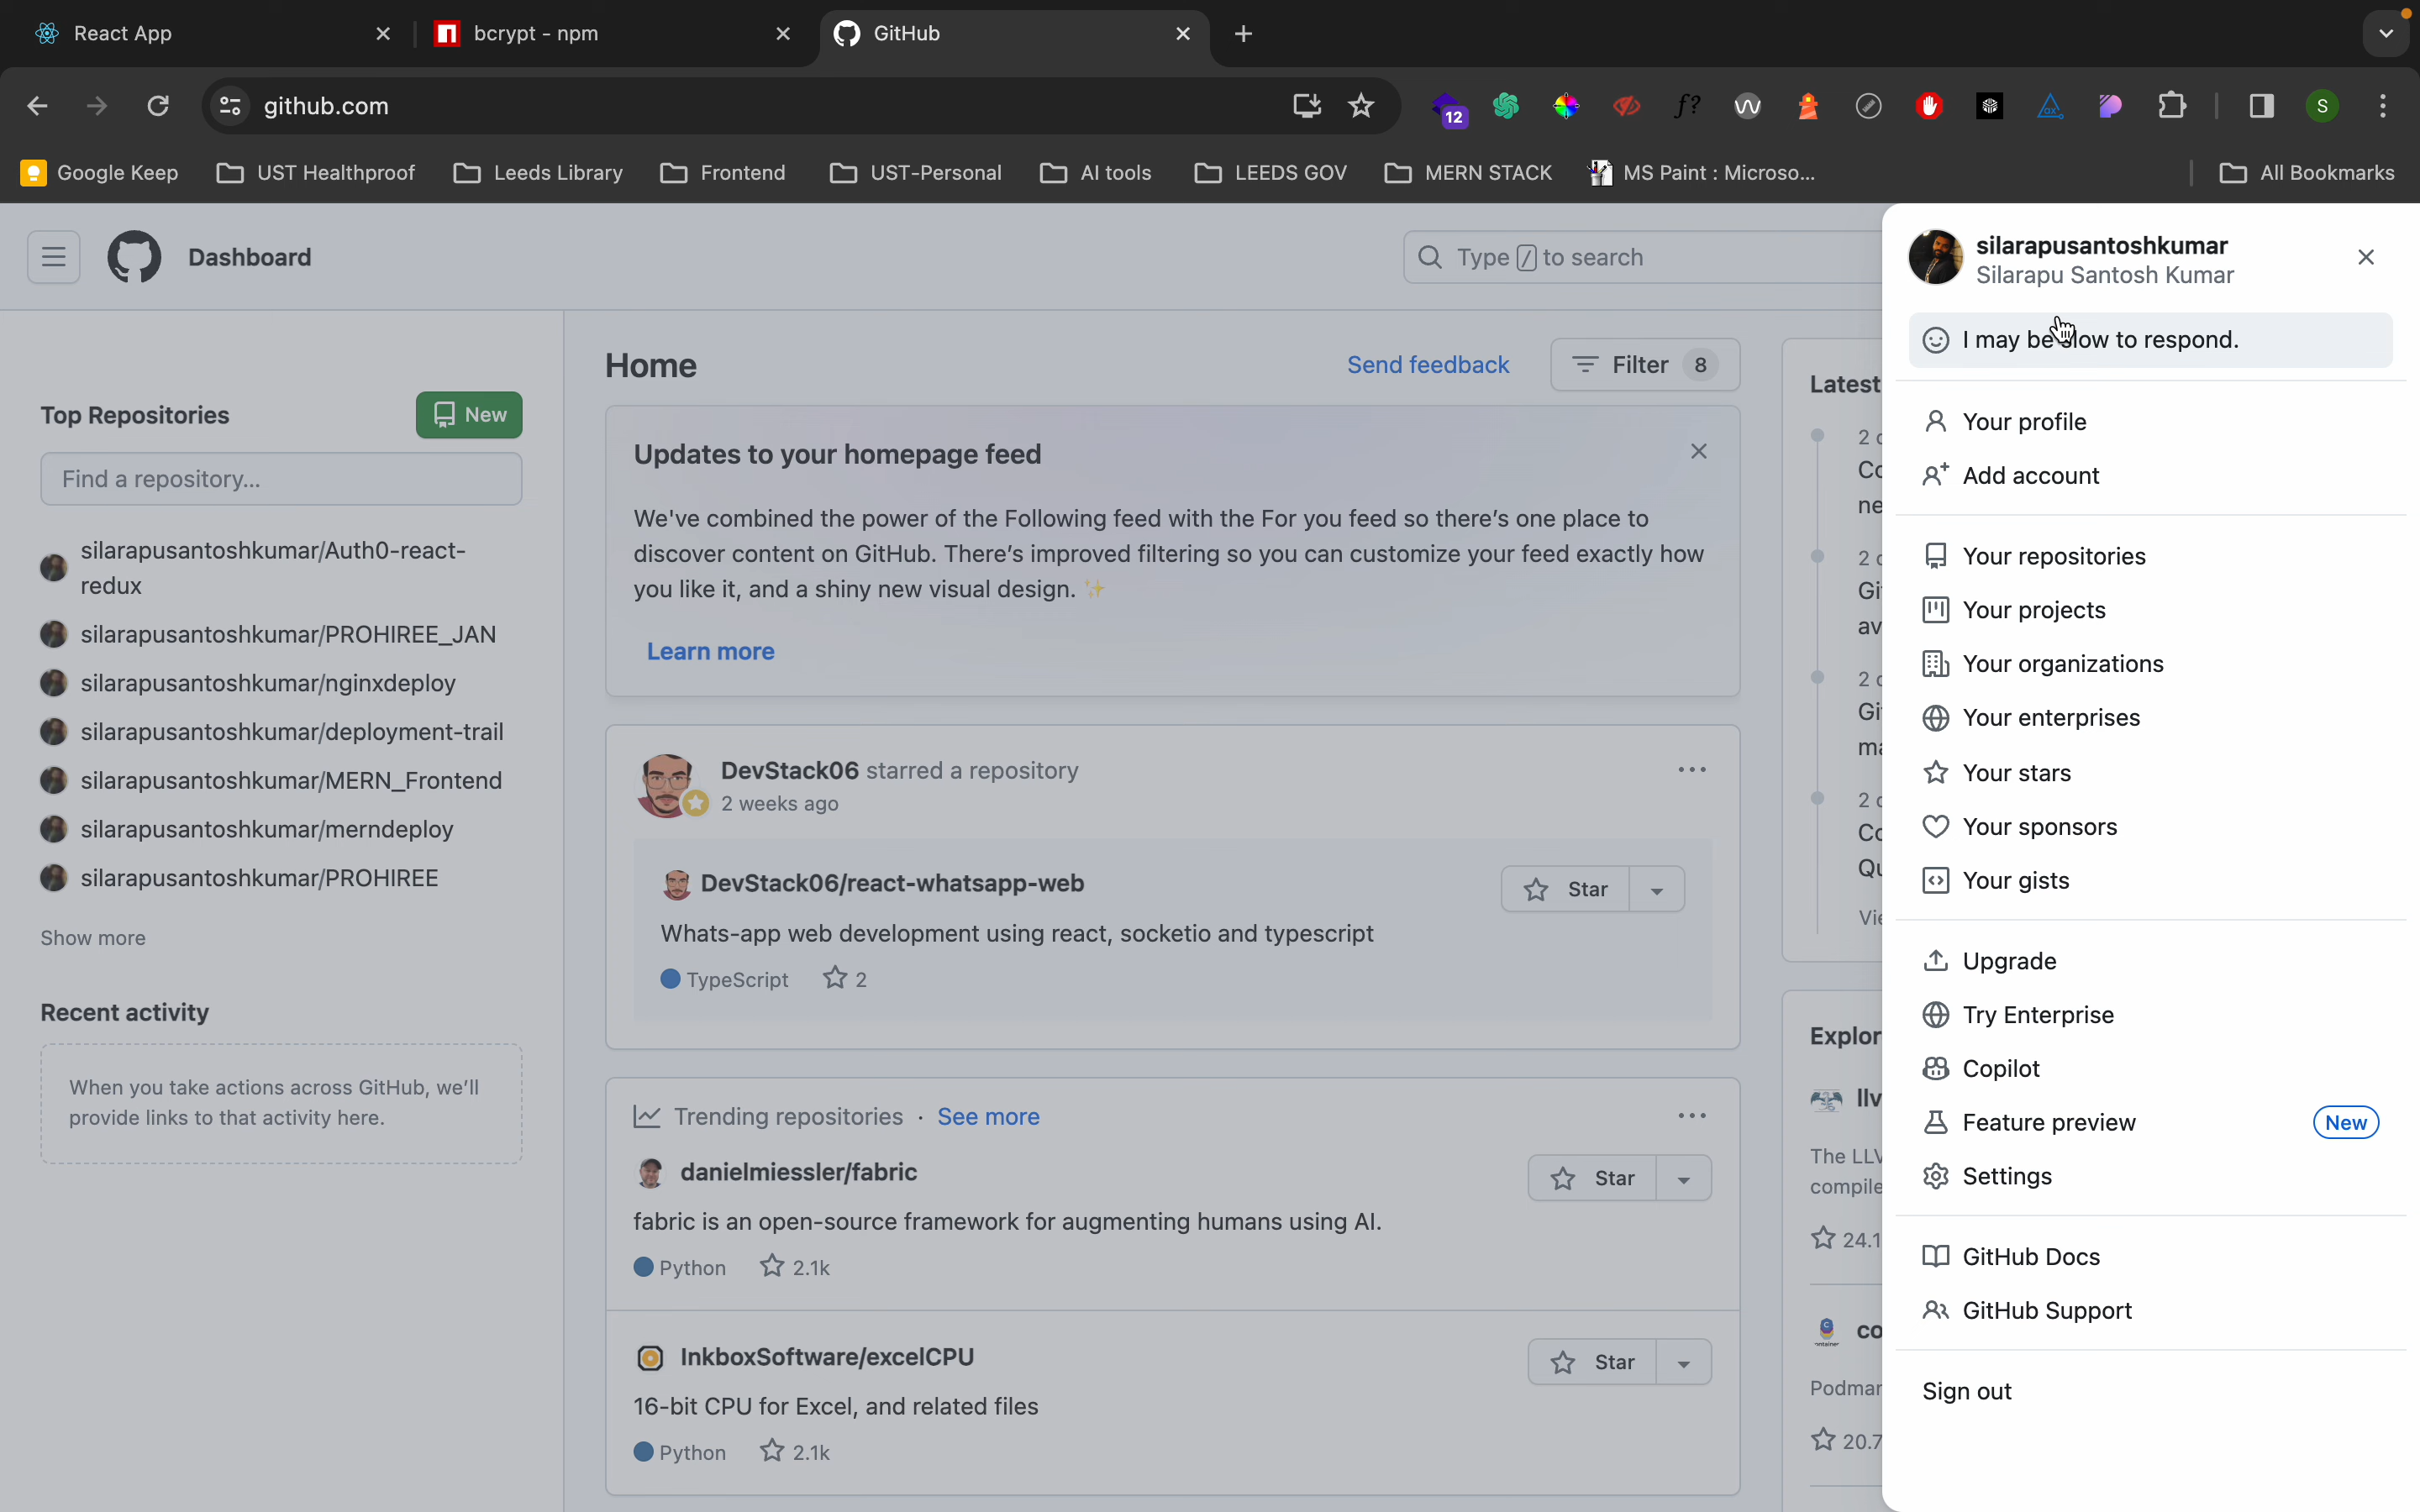 React App
bcrypt - npm
GitHub
github.com
12
S
Google Keep
UST Healthproof
Leeds Library
Frontend
UST-Personal
AI tools
LEEDS GOV
MERN STACK
MS Paint : Microso...
All Bookmarks
Dashboard
Type / to search
Top Repositories
New
Find a repository...
silarapusantoshkumar/Auth0-react-
redux
silarapusantoshkumar/PROHIREE_JAN
silarapusantoshkumar/nginxdeploy
silarapusantoshkumar/deployment-trail
silarapusantoshkumar/MERN_Frontend
silarapusantoshkumar/merndeploy
silarapusantoshkumar/PROHIREE
Show more
Recent activity
When you take actions across GitHub, we'll
provide links to that activity here.
Home
Send feedback
Filter 8
Updates to your homepage feed
We've combined the power of the Following feed with the For you feed so there's one place to
discover content on GitHub. There's improved filtering so you can customize your feed exactly how
you like it, and a shiny new visual design. ✨
Learn more
DevStack06 starred a repository
2 weeks ago
DevStack06/react-whatsapp-web
Star
Whats-app web development using react, socketio and typescript
TypeScript 2
Trending repositories · See more
danielmiessler/fabric
Star
fabric is an open-source framework for augmenting humans using AI.
Python 2.1k
InkboxSoftware/excelCPU
Star
16-bit CPU for Excel, and related files
Python 2.1k
Latest
2
ne
2
av
2
2
Explor
llv
The LLV
compile
24.1
co
Podmar
20.7
silarapusantoshkumar
Silarapu Santosh Kumar
I may be slow to respond.
Your profile
Add account
Your repositories
Your projects
Your organizations
Your enterprises
Your stars
Your sponsors
Your gists
Upgrade
Try Enterprise
Copilot
Feature preview
New
Settings
GitHub Docs
GitHub Support
Sign out